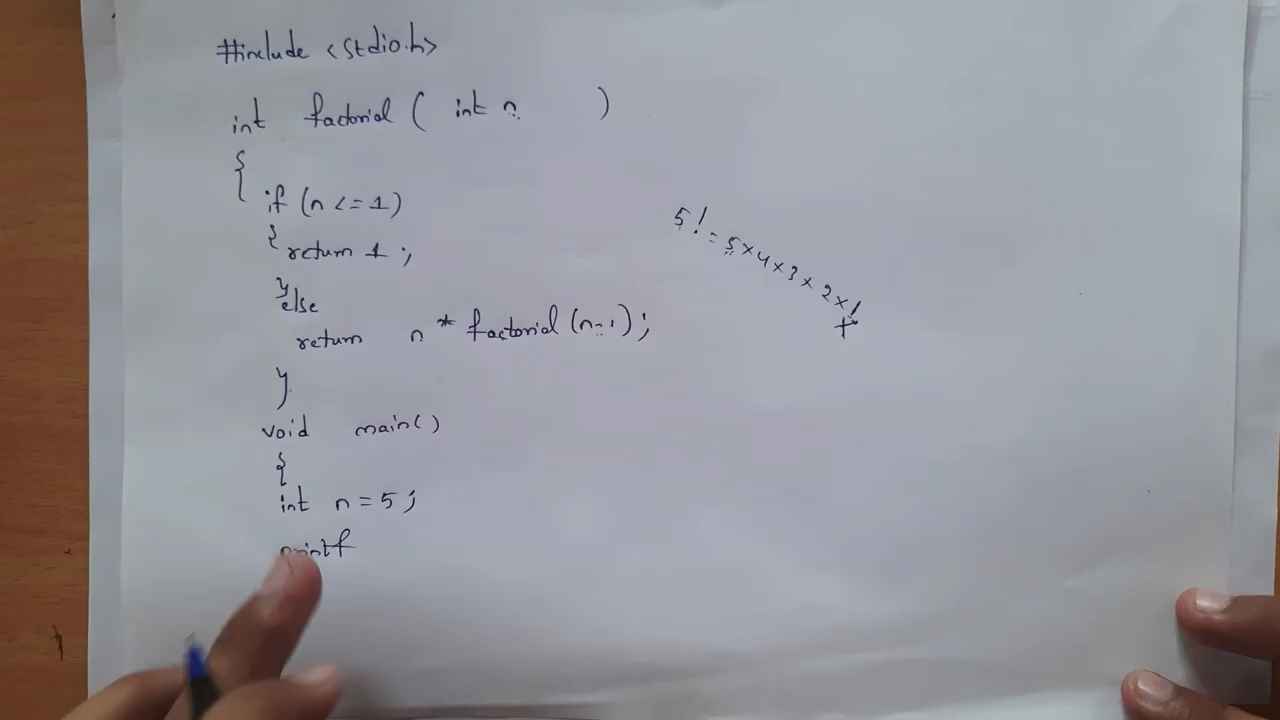 #include <stdio.h>
int factorial ( int n )
{
if (n <= 1)
{ return 1 ;
}
else
return n * factorial (n-1) ;
}
void main()
{
int n = 5 ;
printf
5! = 5 × 4 × 3 × 2 × 1